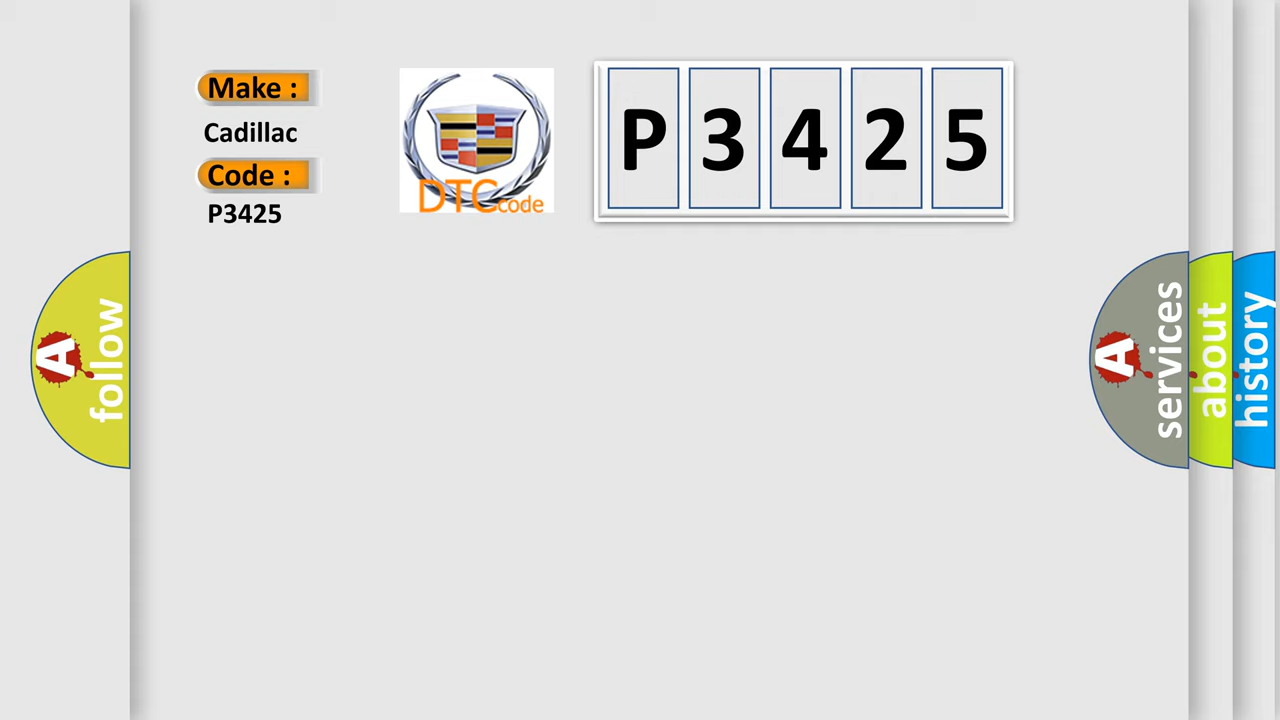 Make :
Cadillac
Code :
P3425
DTCcode
P 3 4 2 5
A follow
A services
about
history